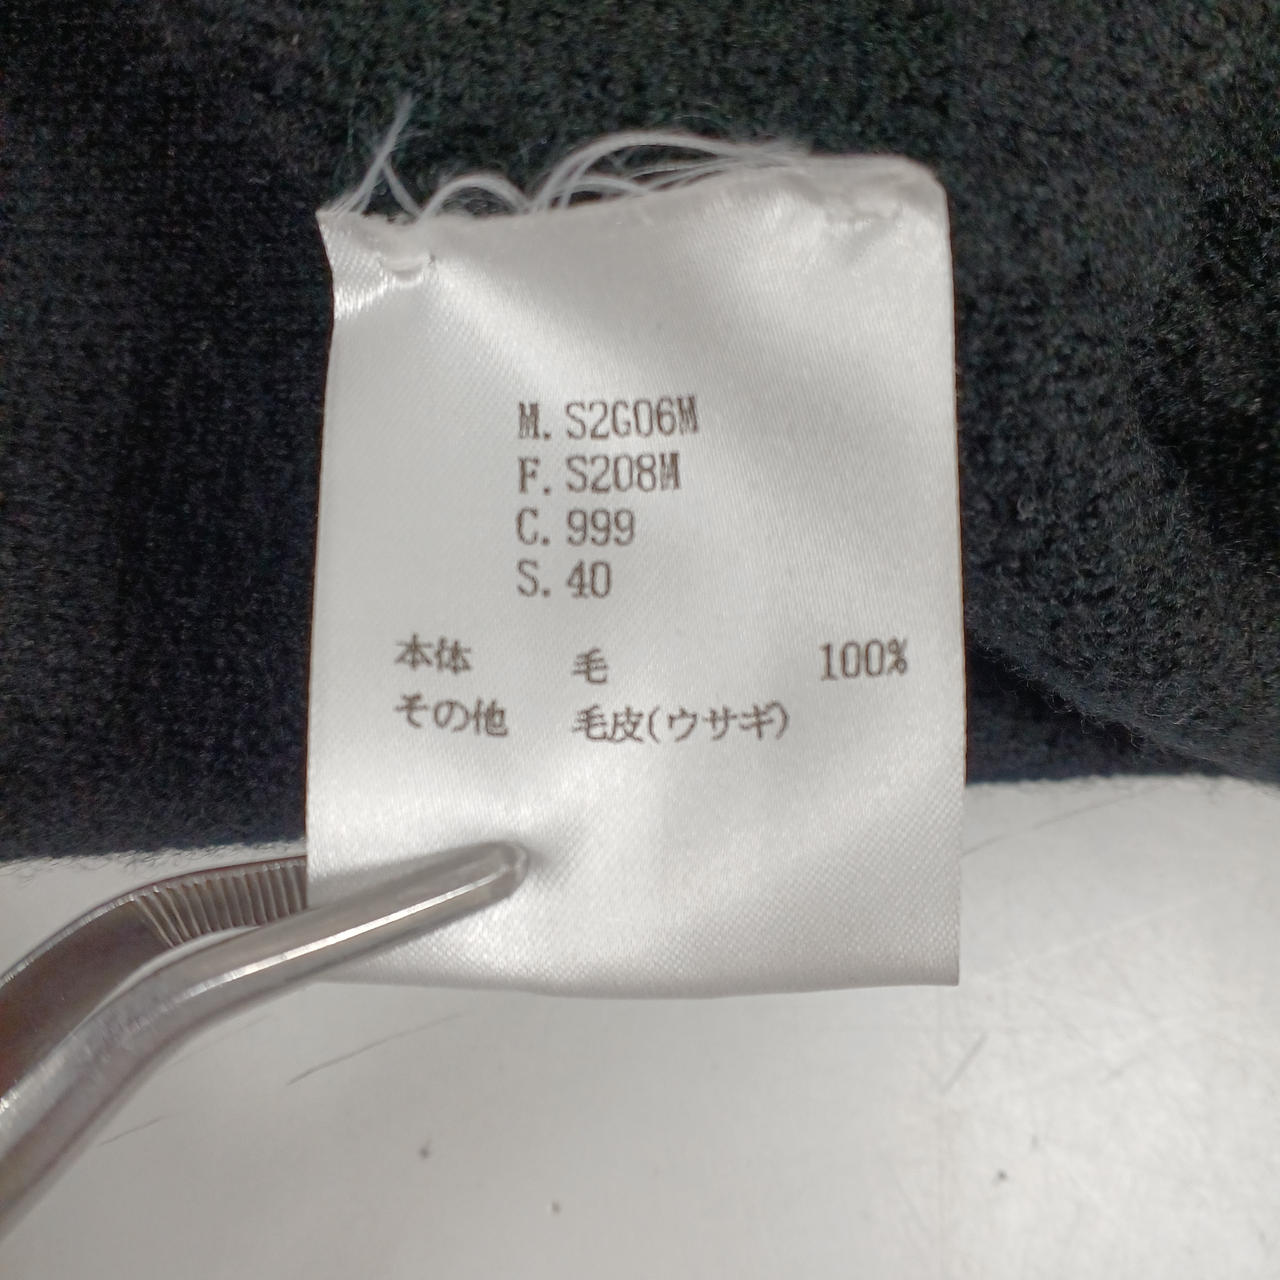 M. S2G06M
F. S208M
C. 999
S. 40
本体 毛 100%
その他 毛皮(ウサギ)